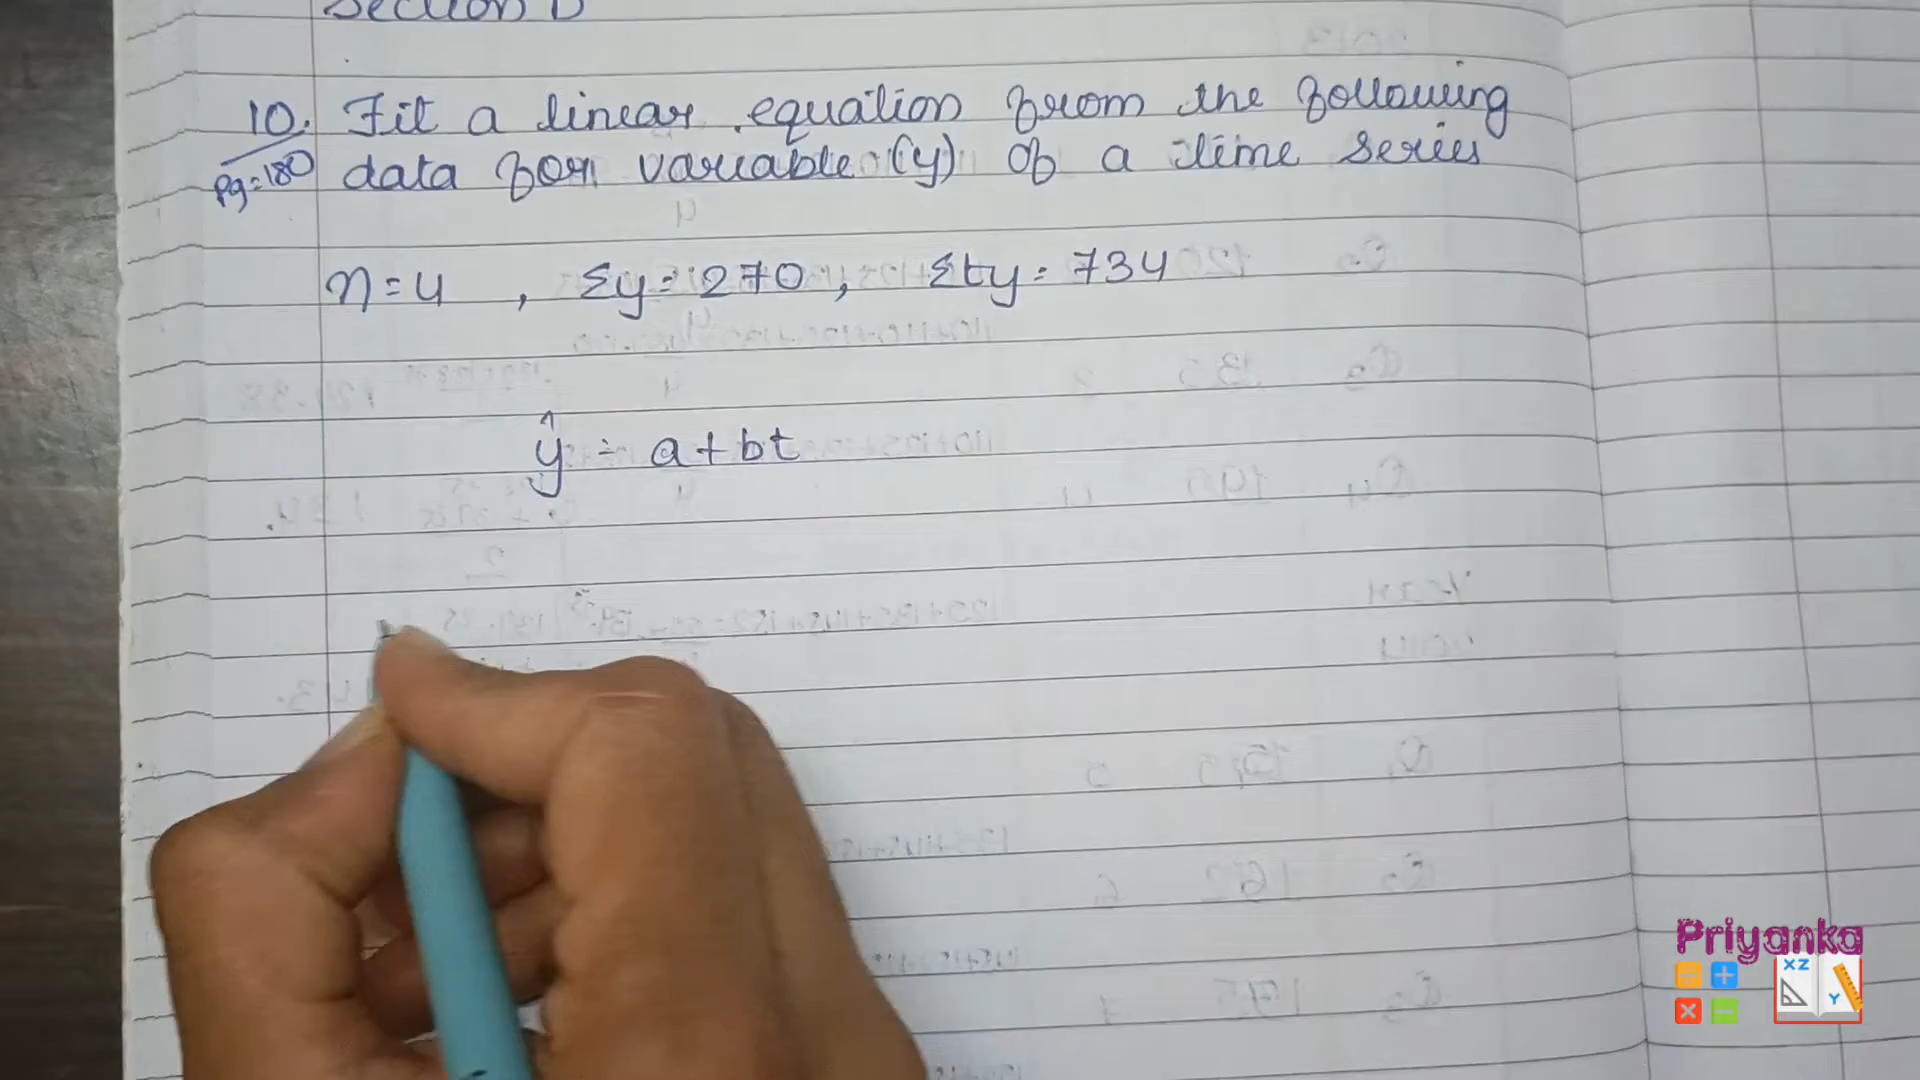 Section D
10. Fit a linear equation from the following
pg=180 data for variable (y) of a time series
n=4 , Σy=270, Σty=734
ŷ = a+bt
Priyanka
XZ
Y